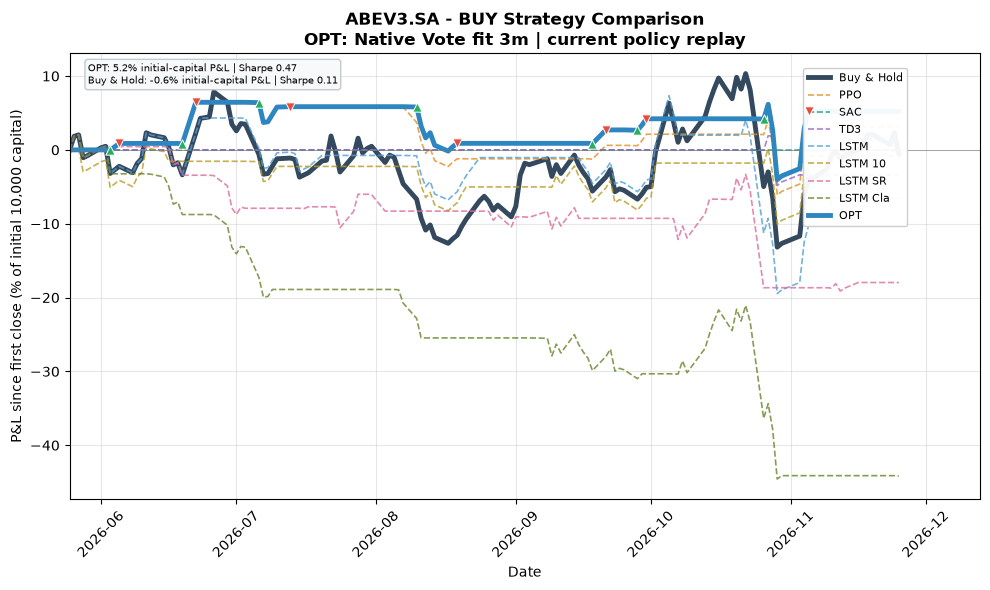 ABEV3.SA - BUY Strategy Comparison
OPT: Native Vote fit 3m | current policy replay
OPT: 5.2% initial-capital P&L | Sharpe 0.47
Buy & Hold: -0.6% initial-capital P&L | Sharpe 0.11
Buy & Hold
PPO
SAC
TD3
LSTM
LSTM 10
LSTM SR
LSTM Cla
OPT
P&L since first close (% of initial 10,000 capital)
10
0
−10
−20
−30
−40
2026-06
2026-07
2026-08
2026-09
2026-10
2026-11
2026-12
Date